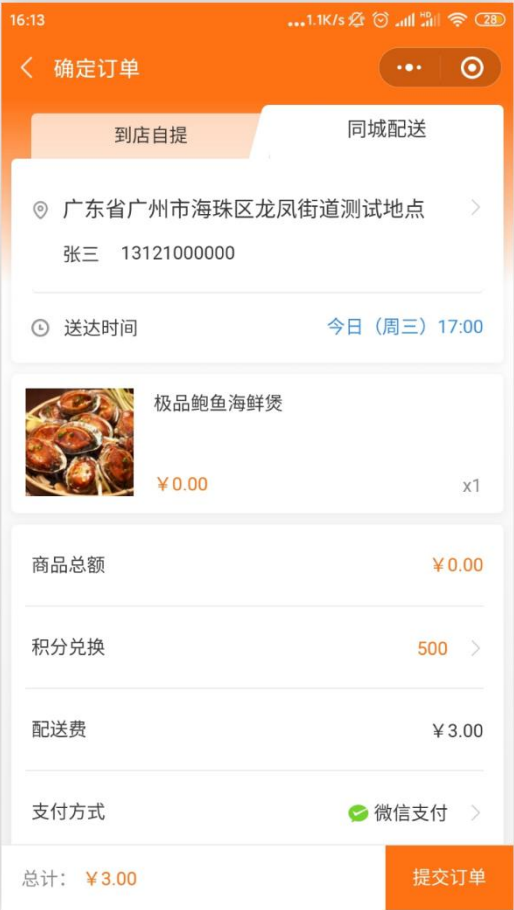 16:13 ...1.1K/s HD 28
确定订单
到店自提 同城配送
广东省广州市海珠区龙凤街道测试地点
张三 13121000000
送达时间 今日（周三）17:00
极品鲍鱼海鲜煲
￥0.00 x1
商品总额 ￥0.00
积分兑换 500
配送费 ￥3.00
支付方式 微信支付
总计： ￥3.00 提交订单